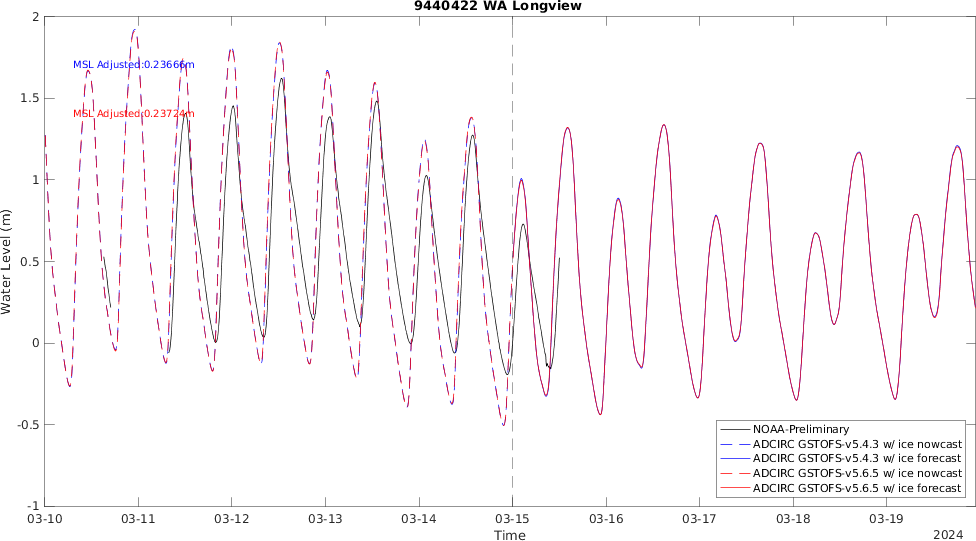 9440422 WA Longview
2
1.5
1
0.5
0
-0.5
-1
Water Level (m)
MSL Adjusted:0.23666m
MSL Adjusted:0.23724m
NOAA-Preliminary
ADCIRC GSTOFS-v5.4.3 w/ ice nowcast
ADCIRC GSTOFS-v5.4.3 w/ ice forecast
ADCIRC GSTOFS-v5.6.5 w/ ice nowcast
ADCIRC GSTOFS-v5.6.5 w/ ice forecast
03-10 03-11 03-12 03-13 03-14 03-15 03-16 03-17 03-18 03-19
Time
2024